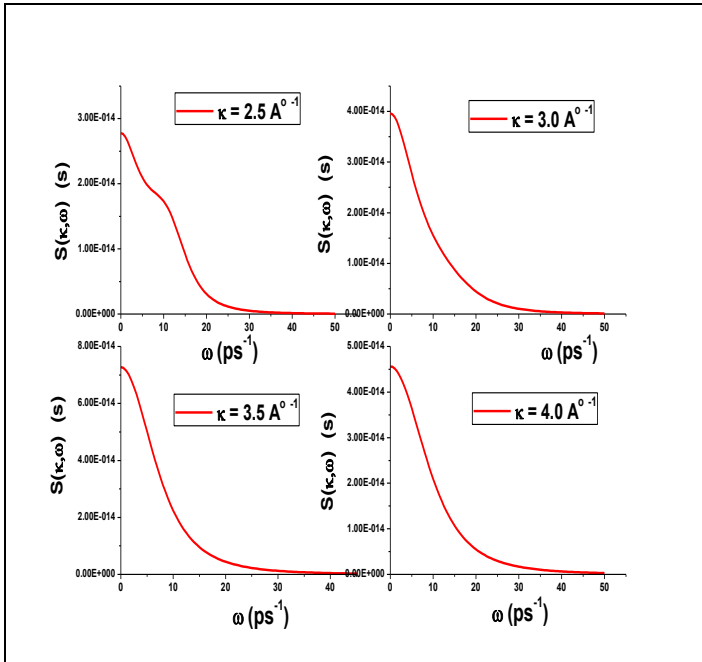 κ = 2.5 A° ⁻¹
S(κ,ω) (s)
3.00E-014
2.00E-014
1.00E-014
0.00E+000
0 10 20 30 40 50
ω (ps⁻¹)
κ = 3.0 A° ⁻¹
S(κ,ω) (s)
4.00E-014
3.00E-014
2.00E-014
1.00E-014
0.00E+000
0 10 20 30 40 50
ω (ps⁻¹)
κ = 3.5 A° ⁻¹
S(κ,ω) (s)
8.00E-014
6.00E-014
4.00E-014
2.00E-014
0.00E+000
0 10 20 30 40
ω (ps⁻¹)
κ = 4.0 A° ⁻¹
S(κ,ω) (s)
5.00E-014
4.00E-014
3.00E-014
2.00E-014
1.00E-014
0.00E+000
0 10 20 30 40 50
ω (ps⁻¹)